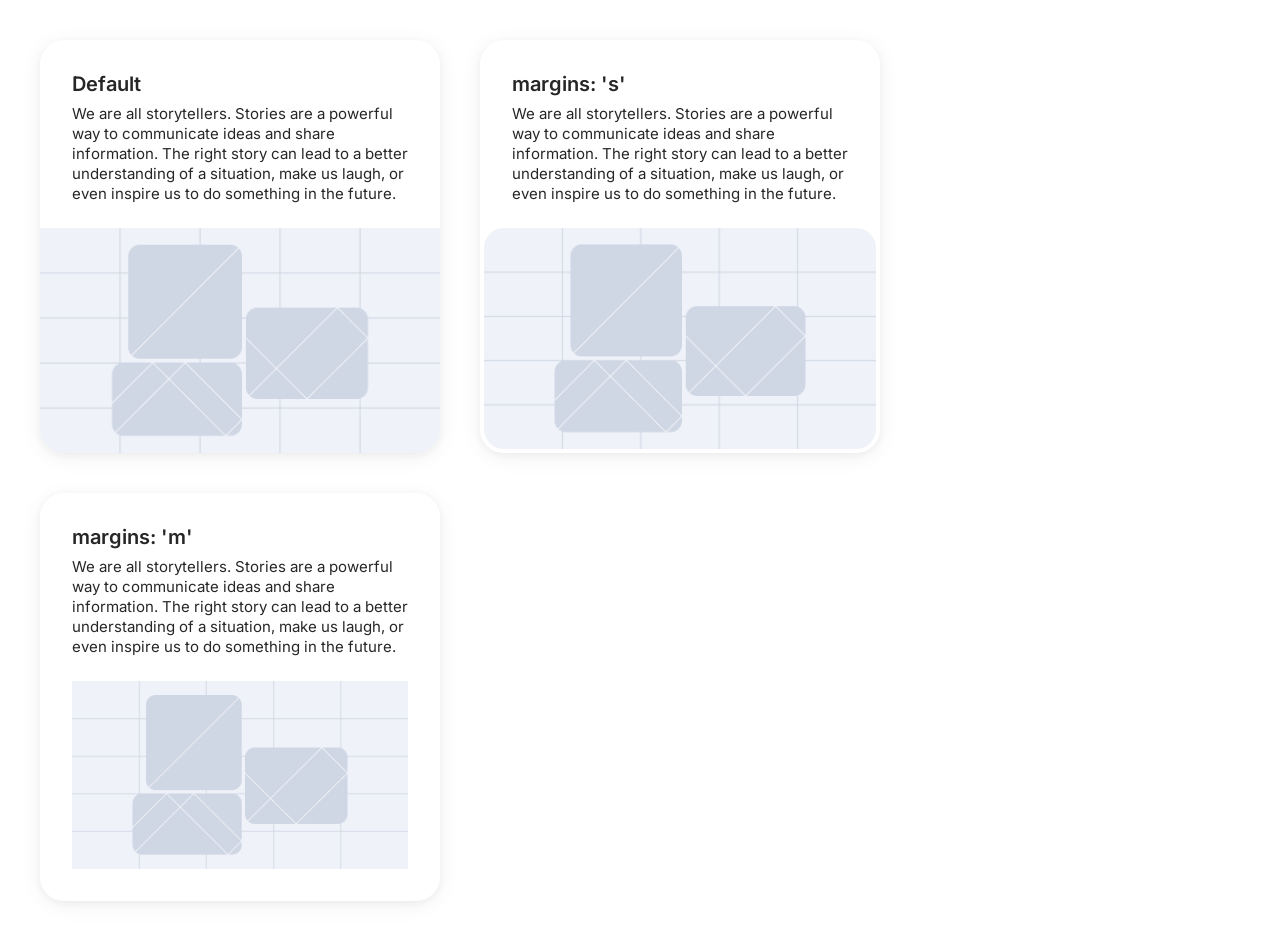 Default
We are all storytellers. Stories are a powerful
way to communicate ideas and share
information. The right story can lead to a better
understanding of a situation, make us laugh, or
even inspire us to do something in the future.
margins: 's'
We are all storytellers. Stories are a powerful
way to communicate ideas and share
information. The right story can lead to a better
understanding of a situation, make us laugh, or
even inspire us to do something in the future.
margins: 'm'
We are all storytellers. Stories are a powerful
way to communicate ideas and share
information. The right story can lead to a better
understanding of a situation, make us laugh, or
even inspire us to do something in the future.